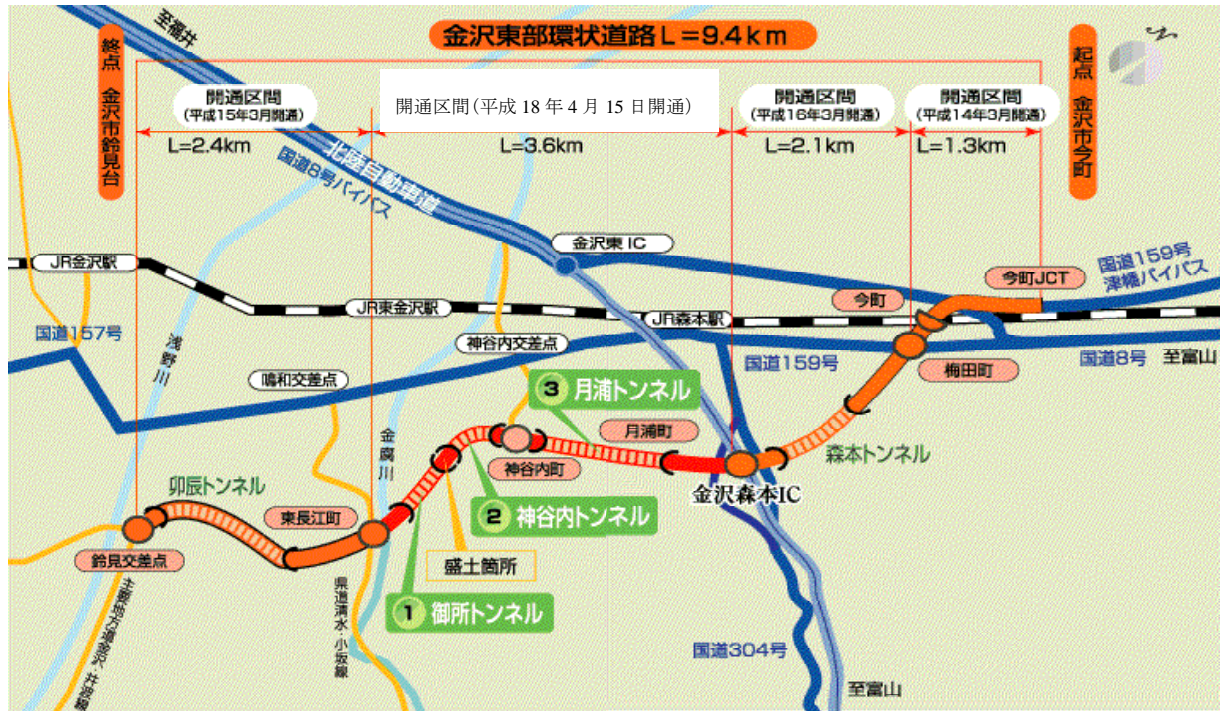 至福井
金沢東部環状道路L=9.4km
終点 金沢市鈴見台
起点 金沢市今町
開通区間
(平成15年3月開通)
開通区間(平成 18 年 4 月 15 日開通)
開通区間
(平成16年3月開通)
開通区間
(平成14年3月開通)
L=2.4km
L=3.6km
L=2.1km
L=1.3km
北陸自動車道
国道8号バイパス
金沢東 IC
JR金沢駅
国道159号
津幡バイパス
今町JCT
今町
JR東金沢駅
JR森本駅
国道157号
浅野川
神谷内交差点
国道159号
国道8号
至富山
梅田町
鳴和交差点
3 月浦トンネル
月浦町
金腐川
神谷内町
森本トンネル
金沢森本IC
卯辰トンネル
東長江町
2 神谷内トンネル
鈴見交差点
盛土箇所
1 御所トンネル
主要地方道金沢・井波線
県道清水・小坂線
国道304号
至富山